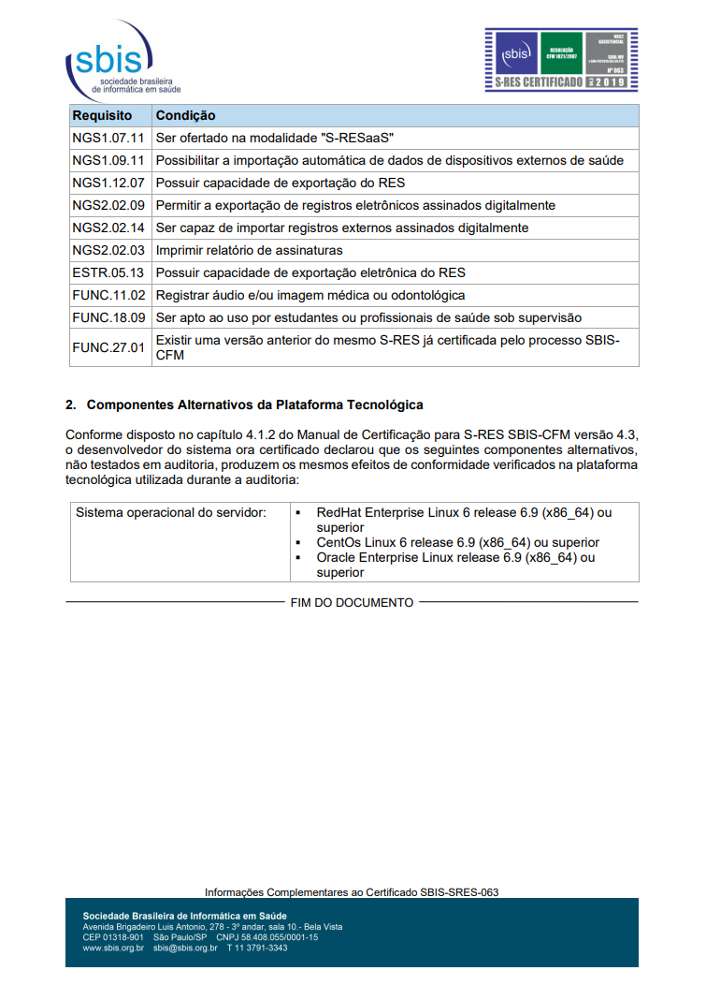 sbis
sociedade brasileira
de informática em saúde
sbis
RESOLUÇÃO
CFM 1821/2007
NGS2
ASSISTENCIAL
SOUL MV
Nº 063
S-RES CERTIFICADO
2019
Requisito Condição
NGS1.07.11 Ser ofertado na modalidade "S-RESaaS"
NGS1.09.11 Possibilitar a importação automática de dados de dispositivos externos de saúde
NGS1.12.07 Possuir capacidade de exportação do RES
NGS2.02.09 Permitir a exportação de registros eletrônicos assinados digitalmente
NGS2.02.14 Ser capaz de importar registros externos assinados digitalmente
NGS2.02.03 Imprimir relatório de assinaturas
ESTR.05.13 Possuir capacidade de exportação eletrônica do RES
FUNC.11.02 Registrar áudio e/ou imagem médica ou odontológica
FUNC.18.09 Ser apto ao uso por estudantes ou profissionais de saúde sob supervisão
FUNC.27.01 Existir uma versão anterior do mesmo S-RES já certificada pelo processo SBIS-
CFM
2. Componentes Alternativos da Plataforma Tecnológica
Conforme disposto no capítulo 4.1.2 do Manual de Certificação para S-RES SBIS-CFM versão 4.3,
o desenvolvedor do sistema ora certificado declarou que os seguintes componentes alternativos,
não testados em auditoria, produzem os mesmos efeitos de conformidade verificados na plataforma
tecnológica utilizada durante a auditoria:
Sistema operacional do servidor: ▪ RedHat Enterprise Linux 6 release 6.9 (x86_64) ou
superior
▪ CentOs Linux 6 release 6.9 (x86_64) ou superior
▪ Oracle Enterprise Linux release 6.9 (x86_64) ou
superior
FIM DO DOCUMENTO
Informações Complementares ao Certificado SBIS-SRES-063
Sociedade Brasileira de Informática em Saúde
Avenida Brigadeiro Luis Antonio, 278 - 3º andar, sala 10.- Bela Vista
CEP 01318-901 São Paulo/SP CNPJ 58.408.055/0001-15
www.sbis.org.br sbis@sbis.org.br T 11 3791-3343